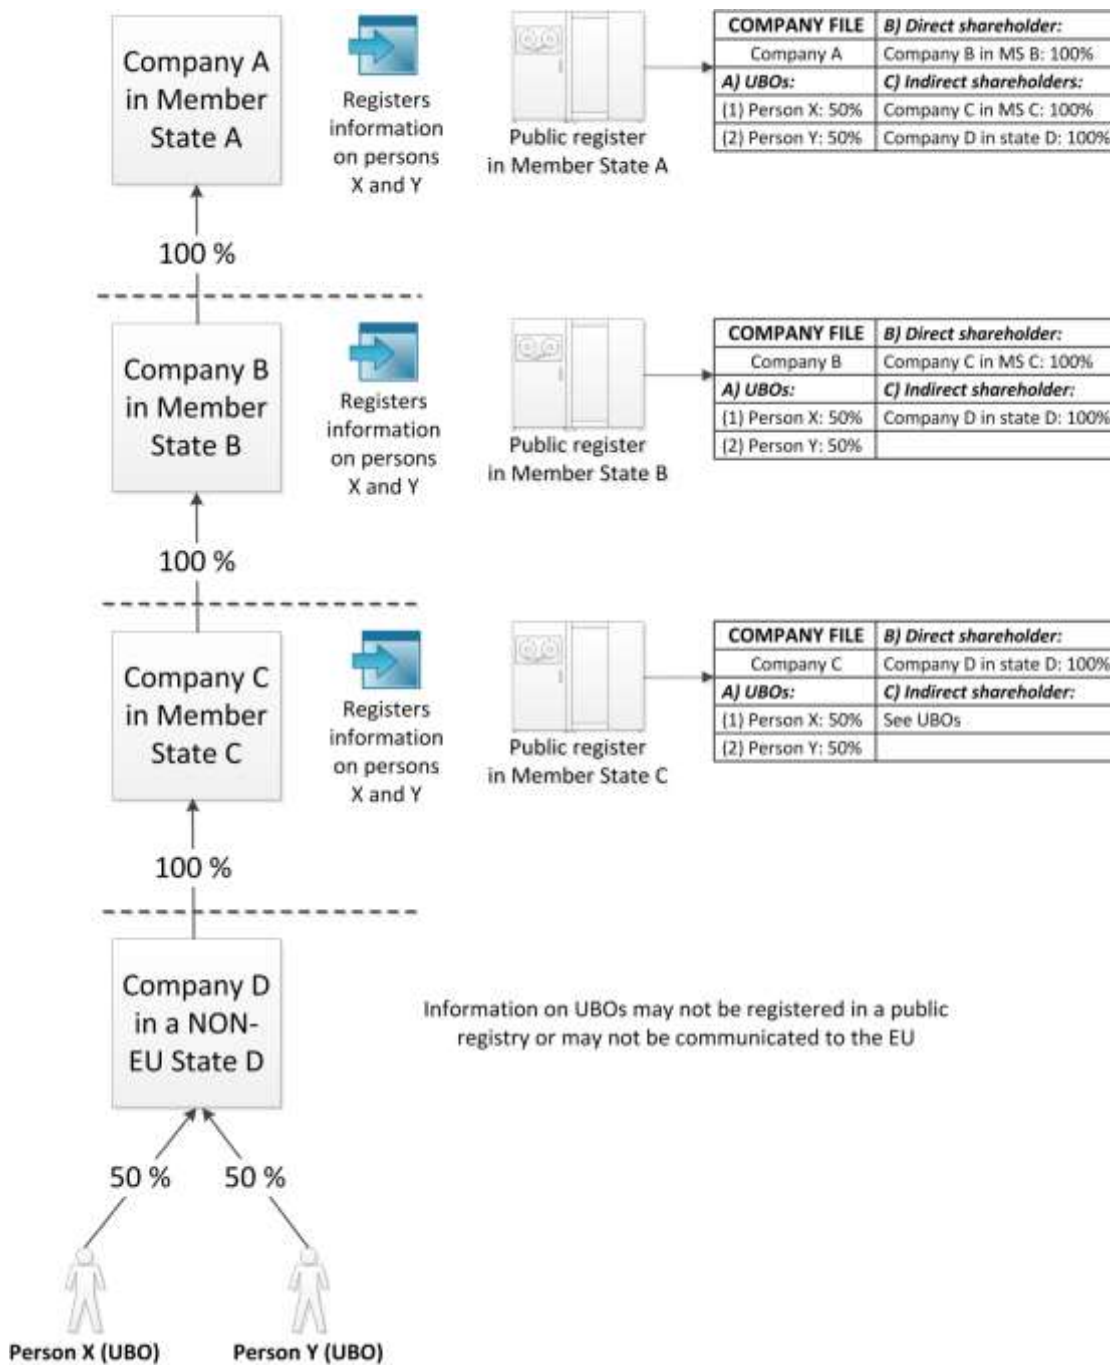 Company A
in Member
State A
Registers
information
on persons
X and Y
Public register
in Member State A
COMPANY FILE B) Direct shareholder:
Company A Company B in MS B: 100%
A) UBOs: C) Indirect shareholders:
(1) Person X: 50% Company C in MS C: 100%
(2) Person Y: 50% Company D in state D: 100%
100 %
Company B
in Member
State B
Registers
information
on persons
X and Y
Public register
in Member State B
COMPANY FILE B) Direct shareholder:
Company B Company C in MS C: 100%
A) UBOs: C) Indirect shareholder:
(1) Person X: 50% Company D in state D: 100%
(2) Person Y: 50%
100 %
Company C
in Member
State C
Registers
information
on persons
X and Y
Public register
in Member State C
COMPANY FILE B) Direct shareholder:
Company C Company D in state D: 100%
A) UBOs: C) Indirect shareholder:
(1) Person X: 50% See UBOs
(2) Person Y: 50%
100 %
Company D
in a NON-
EU State D
Information on UBOs may not be registered in a public
registry or may not be communicated to the EU
50 % 50 %
Person X (UBO) Person Y (UBO)